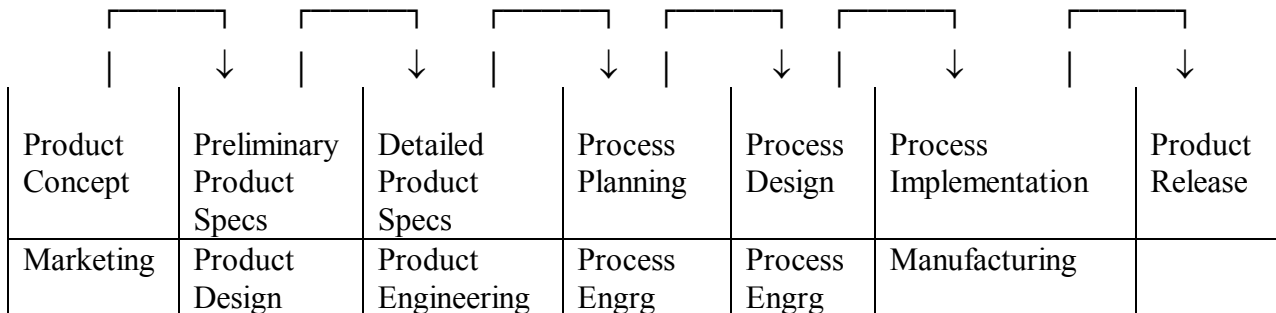 Product Preliminary Detailed Process Process Process Product
Concept Product Product Planning Design Implementation Release
Specs Specs
Marketing Product Product Process Process Manufacturing
Design Engineering Engrg Engrg